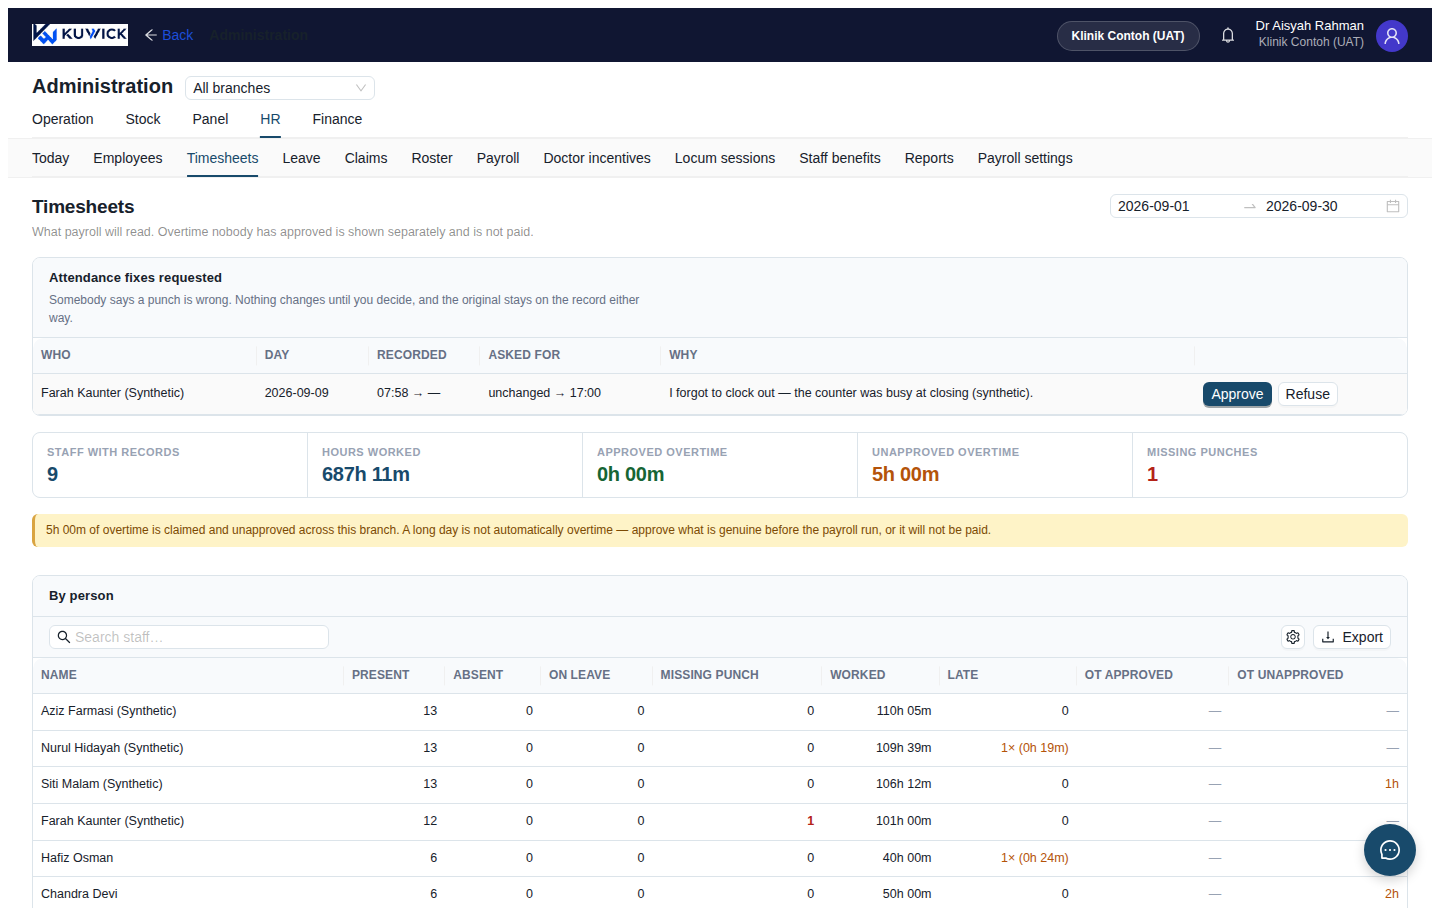 KUWICK
Back
Administration
Klinik Contoh (UAT)
Dr Aisyah Rahman
Klinik Contoh (UAT)
Administration
All branches
Operation Stock Panel HR Finance
Today Employees Timesheets Leave Claims Roster Payroll Doctor incentives Locum sessions Staff benefits Reports Payroll settings
Timesheets
2026-09-01 → 2026-09-30
What payroll will read. Overtime nobody has approved is shown separately and is not paid.
Attendance fixes requested
Somebody says a punch is wrong. Nothing changes until you decide, and the original stays on the record either
way.
WHO DAY RECORDED ASKED FOR WHY
Farah Kaunter (Synthetic) 2026-09-09 07:58 → — unchanged → 17:00 I forgot to clock out — the counter was busy at closing (synthetic). Approve Refuse
STAFF WITH RECORDS HOURS WORKED APPROVED OVERTIME UNAPPROVED OVERTIME MISSING PUNCHES
9 687h 11m 0h 00m 5h 00m 1
5h 00m of overtime is claimed and unapproved across this branch. A long day is not automatically overtime — approve what is genuine before the payroll run, or it will not be paid.
By person
Search staff… Export
NAME PRESENT ABSENT ON LEAVE MISSING PUNCH WORKED LATE OT APPROVED OT UNAPPROVED
Aziz Farmasi (Synthetic) 13 0 0 0 110h 05m 0 — —
Nurul Hidayah (Synthetic) 13 0 0 0 109h 39m 1× (0h 19m) — —
Siti Malam (Synthetic) 13 0 0 0 106h 12m 0 — 1h
Farah Kaunter (Synthetic) 12 0 0 1 101h 00m 0 — —
Hafiz Osman 6 0 0 0 40h 00m 1× (0h 24m) —
Chandra Devi 6 0 0 0 50h 00m 0 — 2h